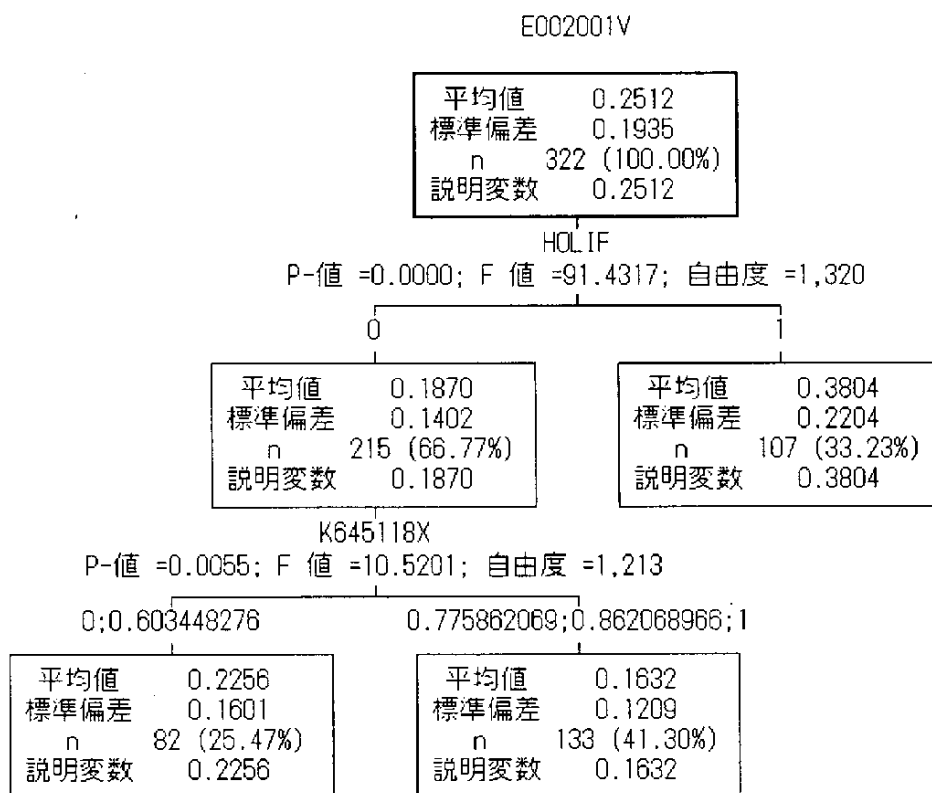 E002001V
平均値 0.2512
標準偏差 0.1935
n 322 (100.00%)
説明変数 0.2512
HOLIF
P-値 =0.0000; F 値 =91.4317; 自由度 =1,320
0 1
平均値 0.1870
標準偏差 0.1402
n 215 (66.77%)
説明変数 0.1870
平均値 0.3804
標準偏差 0.2204
n 107 (33.23%)
説明変数 0.3804
K645118X
P-値 =0.0055; F 値 =10.5201; 自由度 =1,213
0;0.603448276 0.775862069;0.862068966;1
平均値 0.2256
標準偏差 0.1601
n 82 (25.47%)
説明変数 0.2256
平均値 0.1632
標準偏差 0.1209
n 133 (41.30%)
説明変数 0.1632